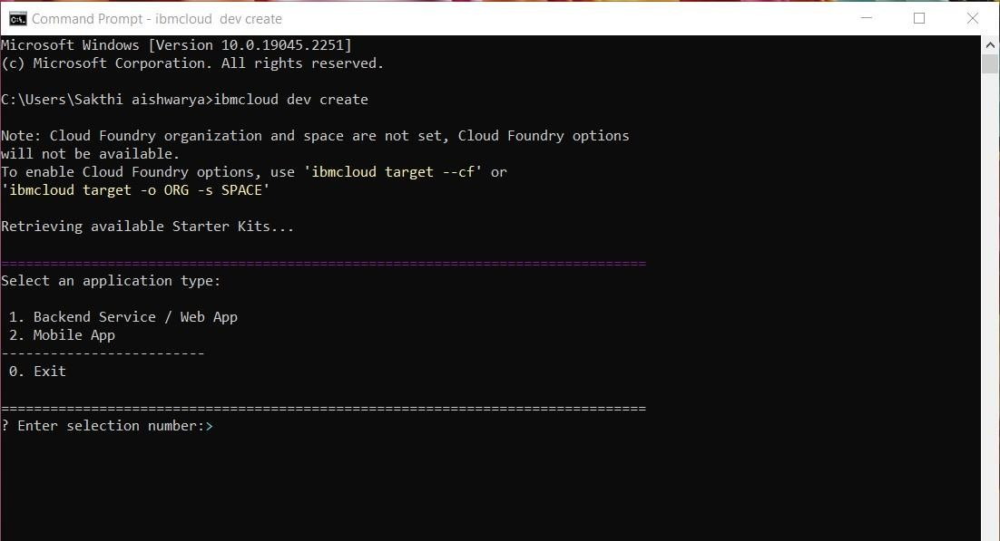 Command Prompt - ibmcloud  dev create
Microsoft Windows [Version 10.0.19045.2251]
(c) Microsoft Corporation. All rights reserved.
C:\Users\Sakthi aishwarya>ibmcloud dev create
Note: Cloud Foundry organization and space are not set, Cloud Foundry options
will not be available.
To enable Cloud Foundry options, use 'ibmcloud target --cf' or
'ibmcloud target -o ORG -s SPACE'
Retrieving available Starter Kits...
===============================================================================
Select an application type:
 1. Backend Service / Web App
 2. Mobile App
-------------------------
 0. Exit
===============================================================================
? Enter selection number:>